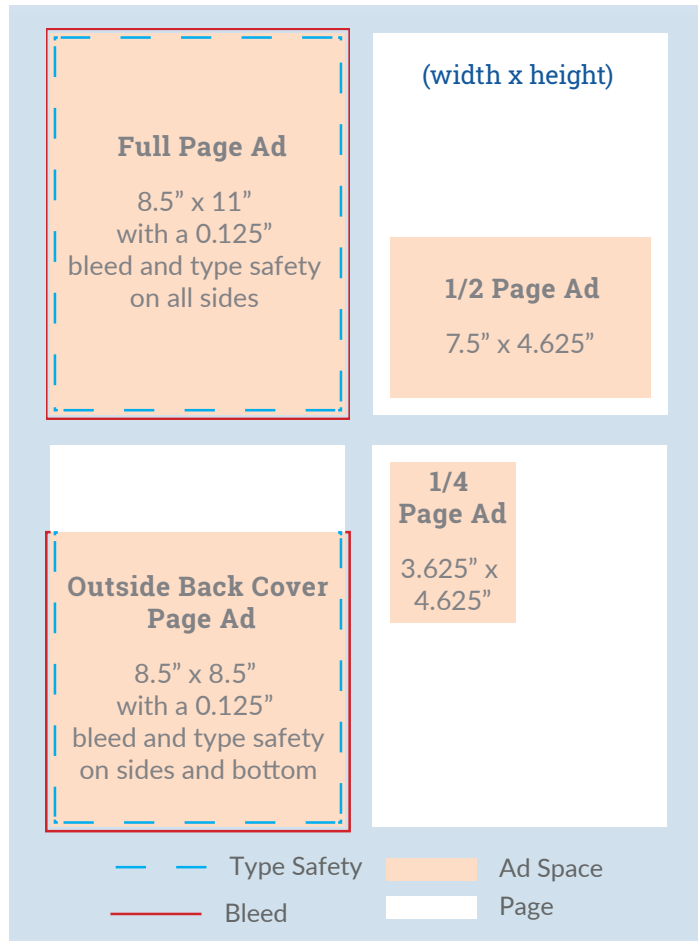 Full Page Ad
8.5” x 11”
with a 0.125”
bleed and type safety
on all sides
(width x height)
1/2 Page Ad
7.5” x 4.625”
Outside Back Cover
Page Ad
8.5” x 8.5”
with a 0.125”
bleed and type safety
on sides and bottom
1/4
Page Ad
3.625” x
4.625”
Type Safety
Ad Space
Bleed
Page